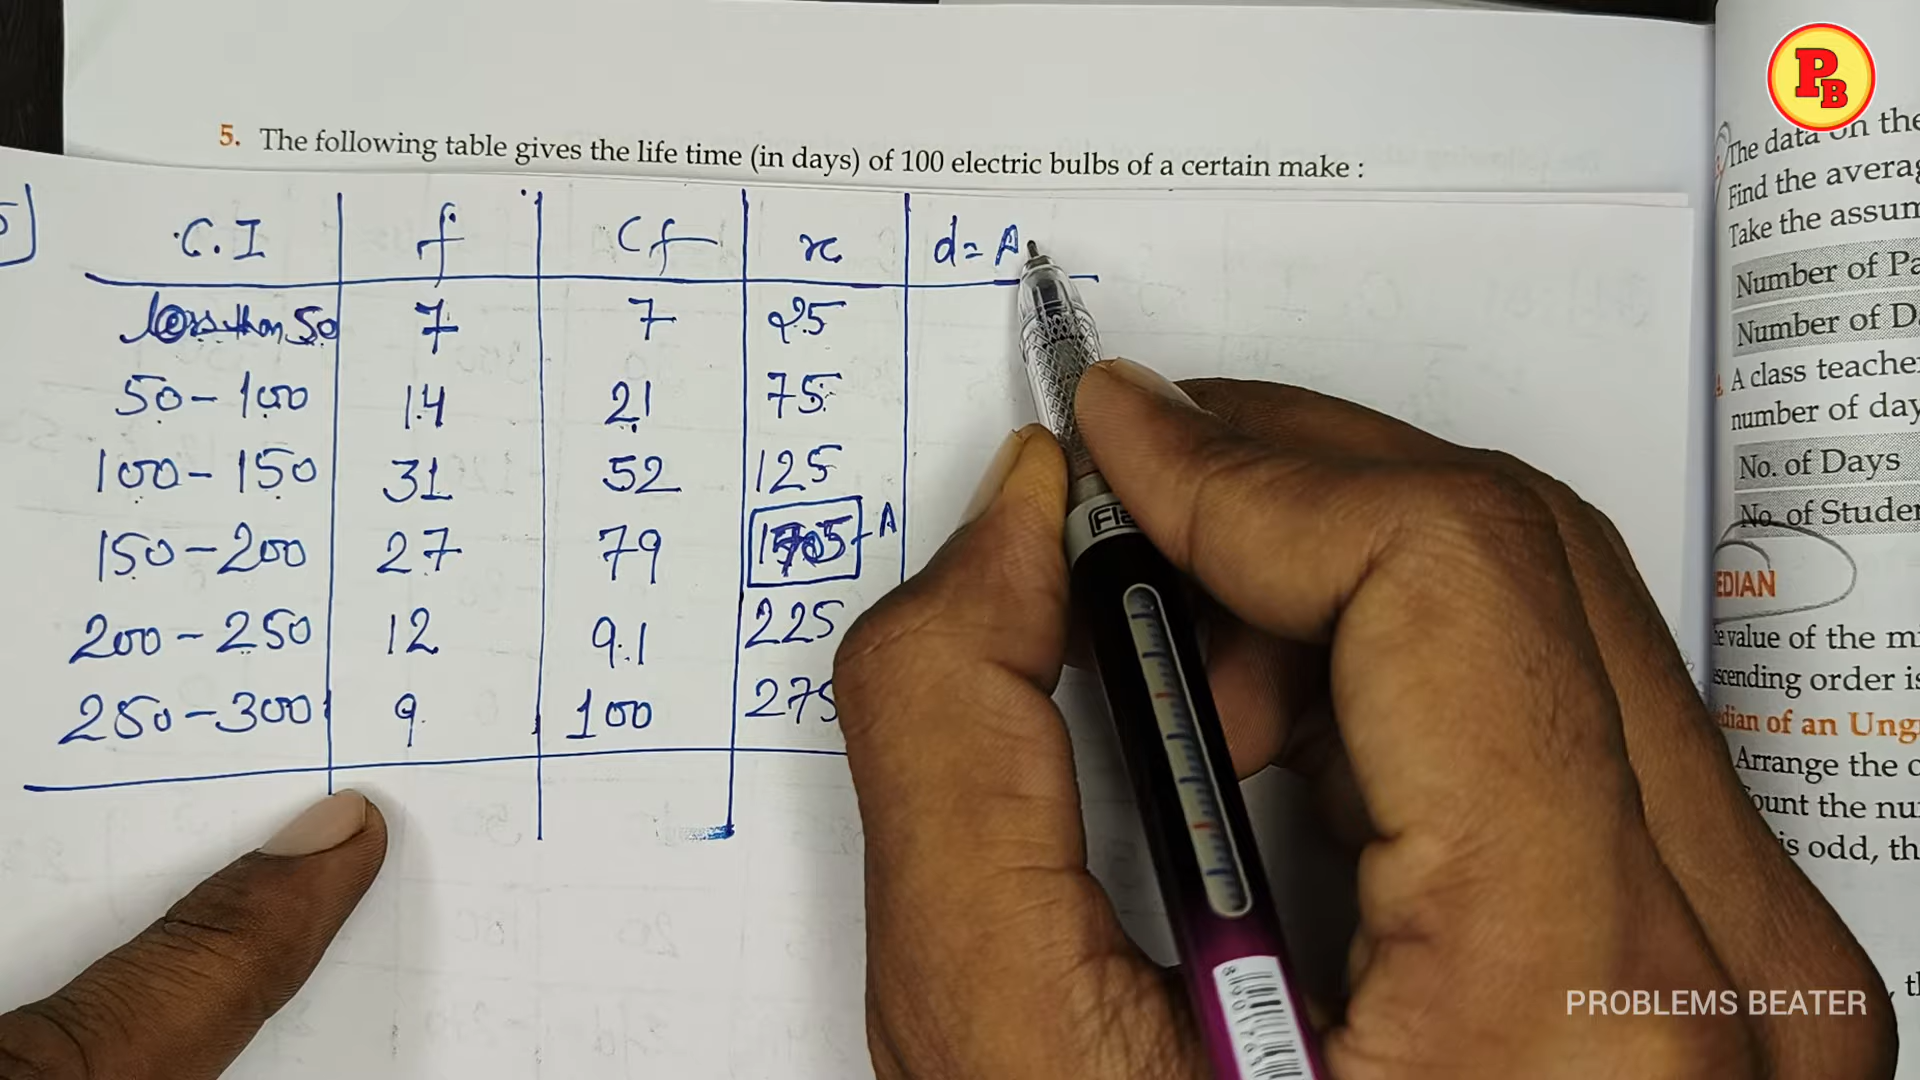 PB
5. The following table gives the life time (in days) of 100 electric bulbs of a certain make :
5)
C.I f Cf x d= A
less than 50 7 7 25
50-100 14 21 75
100-150 31 52 125
150-200 27 79 175 - A
200-250 12 91 225
250-300 9 100 275
The data on the
Find the averag
Take the assum
Number of Pa
Number of D
A class teache
number of day
No. of Days
No. of Studen
EDIAN
e value of the mi
scending order is
dian of an Ung
Arrange the o
ount the nu
is odd, th
PROBLEMS BEATER